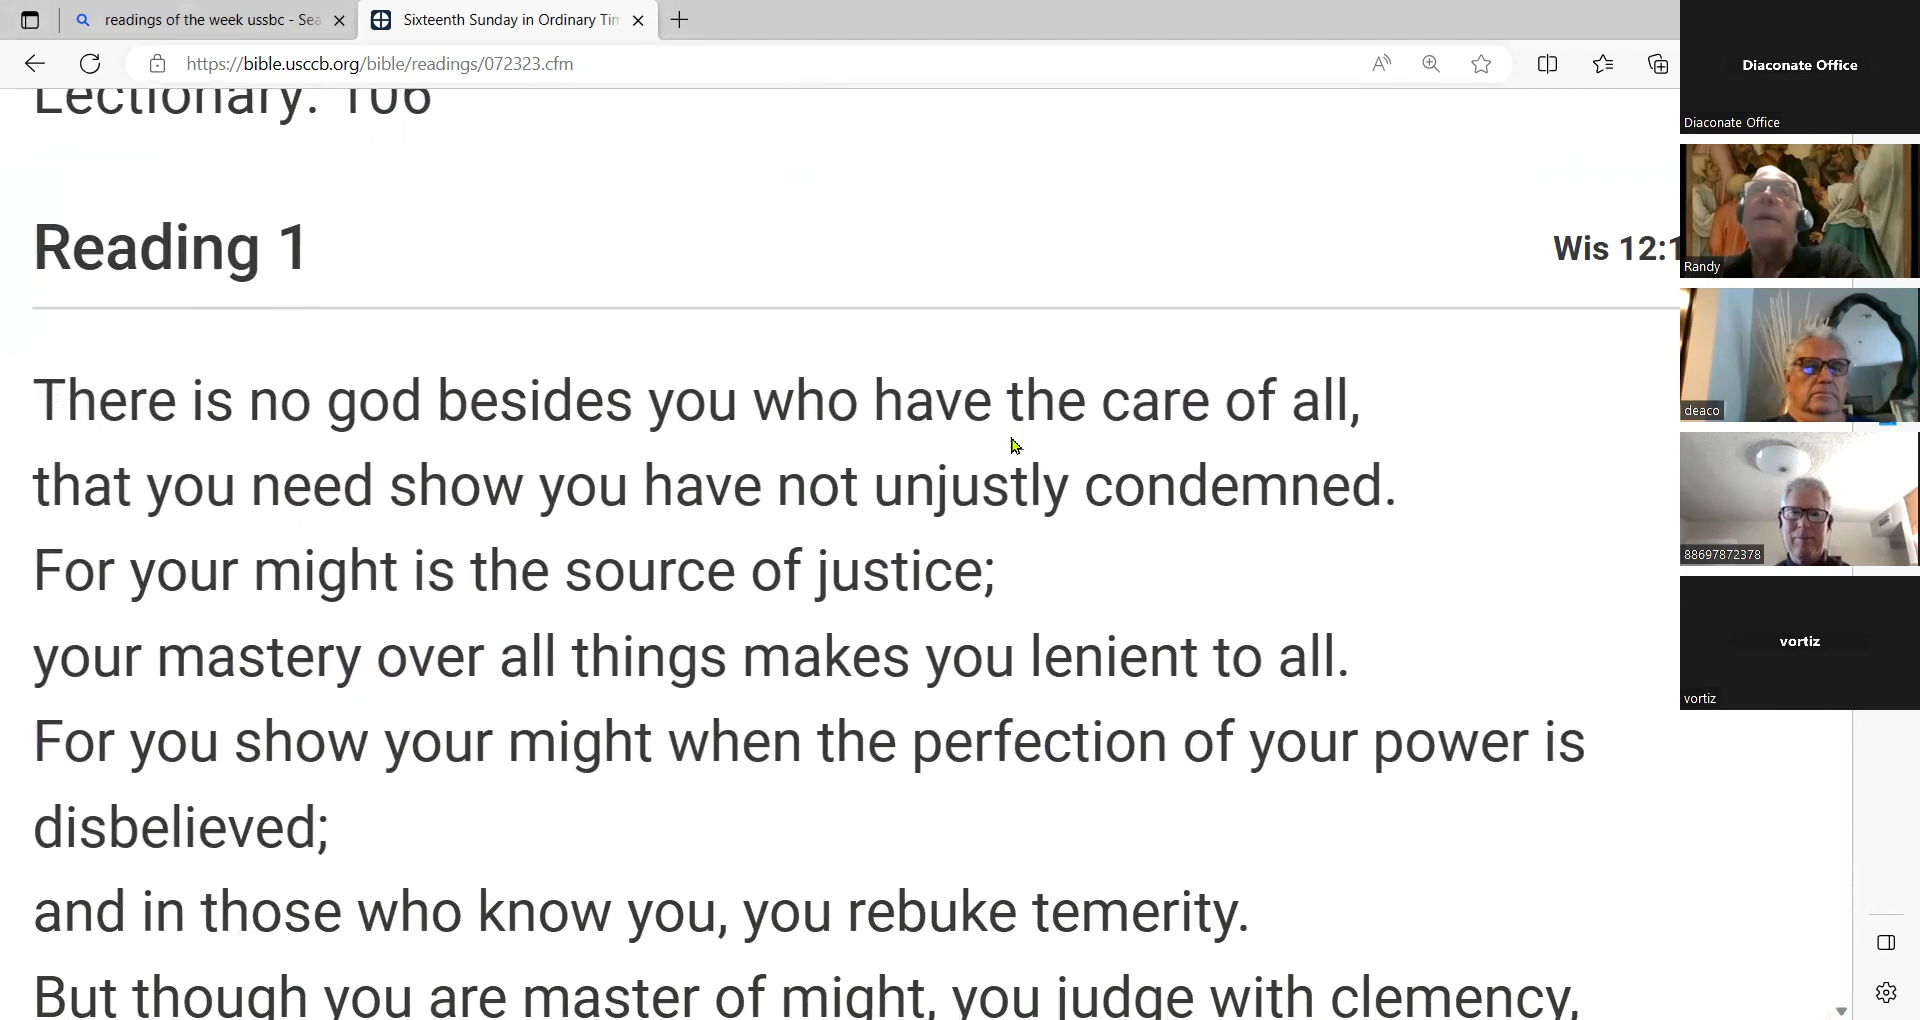 readings of the week ussbc - Sea
Sixteenth Sunday in Ordinary Tim
https://bible.usccb.org/bible/readings/072323.cfm
Lectionary: 106
Reading 1
Wis 12:1
There is no god besides you who have the care of all,
that you need show you have not unjustly condemned.
For your might is the source of justice;
your mastery over all things makes you lenient to all.
For you show your might when the perfection of your power is
disbelieved;
and in those who know you, you rebuke temerity.
But though you are master of might, you judge with clemency,
Diaconate Office
Diaconate Office
Randy
deaco
88697872378
vortiz
vortiz